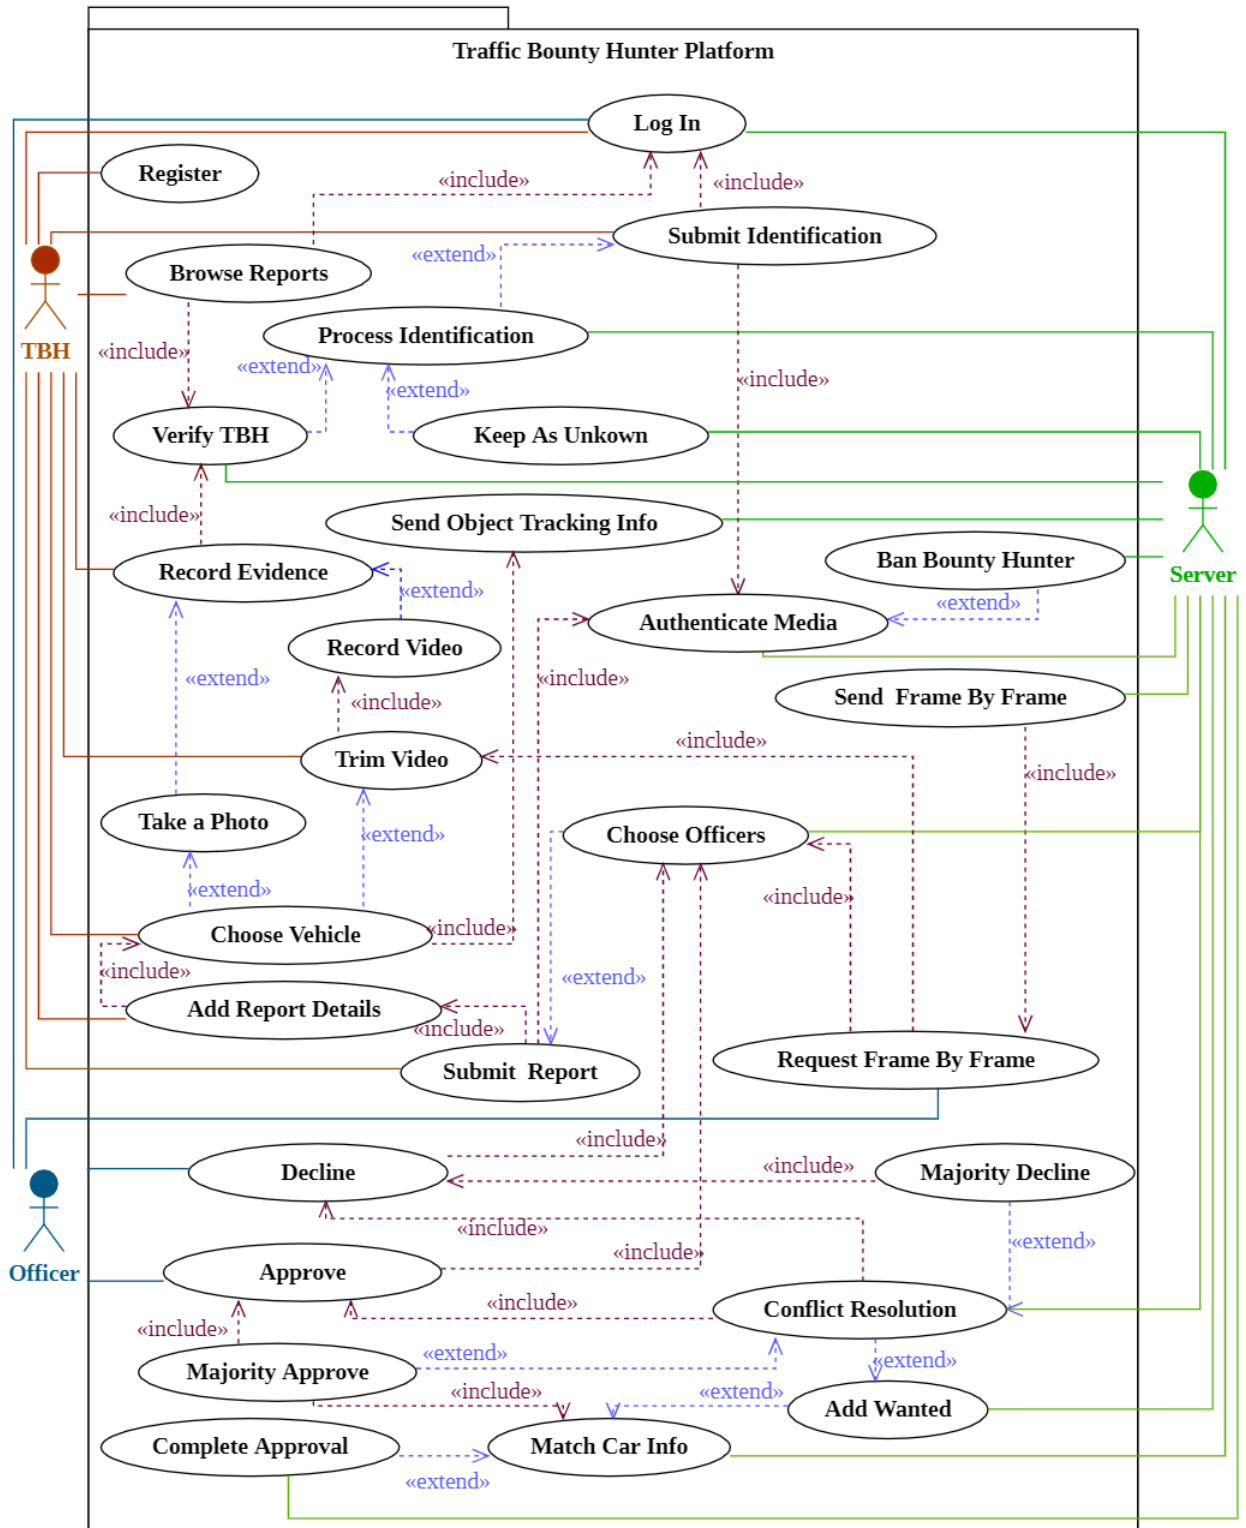 Traffic Bounty Hunter Platform
Log In
Register
«include»
«include»
Submit Identification
«extend»
Browse Reports
Process Identification
TBH
«include»
«extend»
«include»
«extend»
Verify TBH
Keep As Unkown
«include»
Send Object Tracking Info
Ban Bounty Hunter
Record Evidence
Server
«extend»
«extend»
Authenticate Media
Record Video
«extend»
«include»
Send  Frame By Frame
«include»
«include»
Trim Video
«include»
Take a Photo
«extend»
Choose Officers
«extend»
«include»
Choose Vehicle
«include»
«include»
«extend»
Add Report Details
«include»
Submit  Report
Request Frame By Frame
«include»
Decline
«include»
Majority Decline
«include»
«extend»
«include»
Officer
Approve
«include»
Conflict Resolution
«include»
«extend»
«extend»
Majority Approve
«include»
«extend»
Add Wanted
Complete Approval
Match Car Info
«extend»